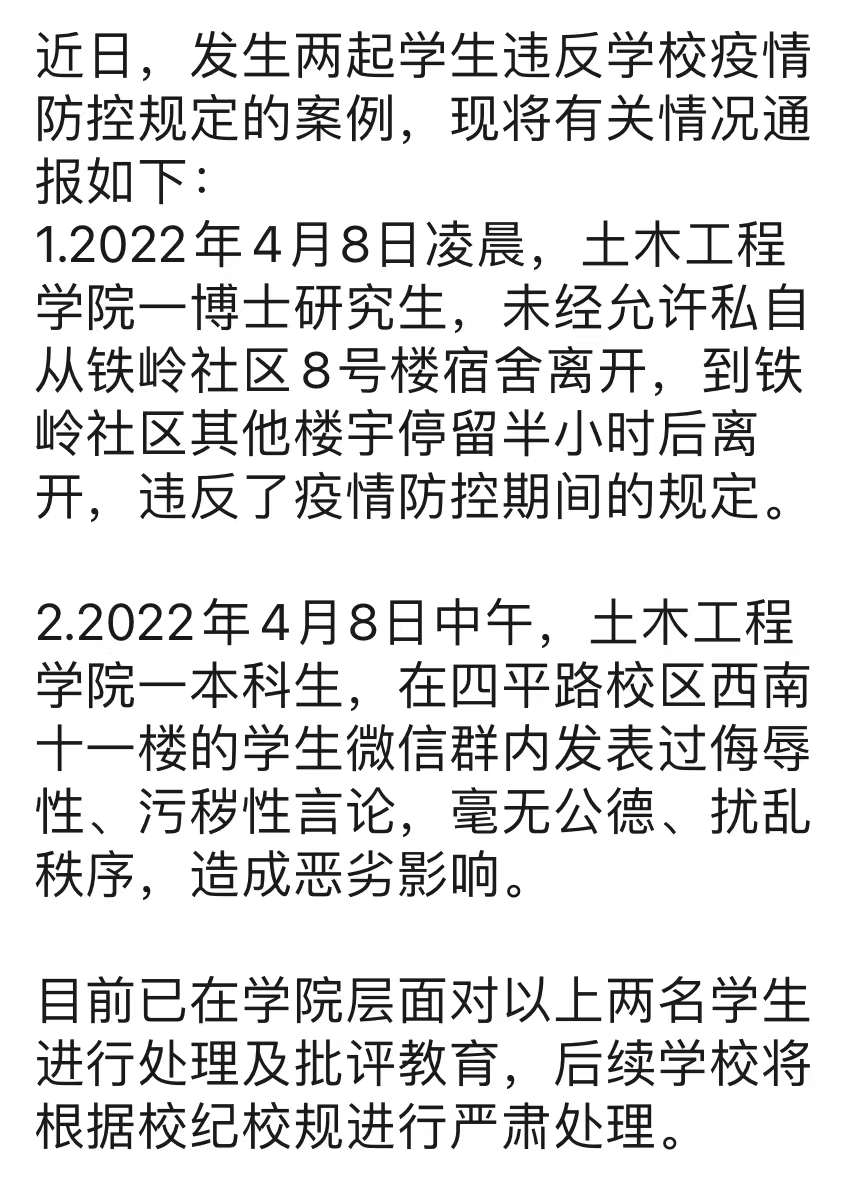 近日，发生两起学生违反学校疫情
防控规定的案例，现将有关情况通
报如下：
1.2022年4月8日凌晨，土木工程
学院一博士研究生，未经允许私自
从铁岭社区8号楼宿舍离开，到铁
岭社区其他楼宇停留半小时后离
开，违反了疫情防控期间的规定。
2.2022年4月8日中午，土木工程
学院一本科生，在四平路校区西南
十一楼的学生微信群内发表过侮辱
性、污秽性言论，毫无公德、扰乱
秩序，造成恶劣影响。
目前已在学院层面对以上两名学生
进行处理及批评教育，后续学校将
根据校纪校规进行严肃处理。